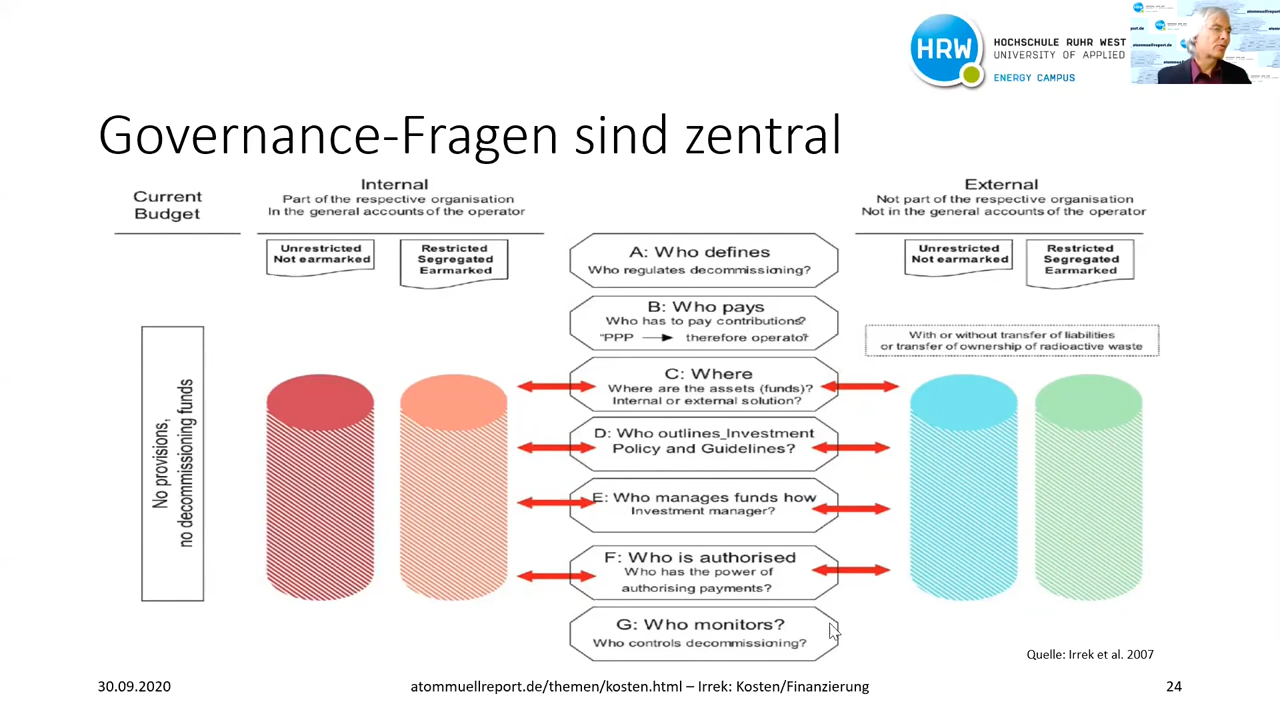 HRW
HOCHSCHULE RUHR WEST
UNIVERSITY OF APPLIED
ENERGY CAMPUS
HRW
HRW
atommuellreport.de
Governance-Fragen sind zentral
Current
Budget
Internal
Part of the respective organisation
In the general accounts of the operator
External
Not part of the respective organisation
Not in the general accounts of the operator
Unrestricted
Not earmarked
Restricted
Segregated
Earmarked
A: Who defines
Who regulates decommissioning?
Unrestricted
Not earmarked
Restricted
Segregated
Earmarked
B: Who pays
Who has to pay contributions?
"PPP therefore operator"
With or without transfer of liabilities
or transfer of ownership of radioactive waste
No provisions,
no decommissioning funds
C: Where
Where are the assets (funds)?
Internal or external solution?
D: Who outlines Investment
Policy and Guidelines?
E: Who manages funds how
Investment manager?
F: Who is authorised
Who has the power of
authorising payments?
G: Who monitors?
Who controls decommissioning?
Quelle: Irrek et al. 2007
30.09.2020
atommuellreport.de/themen/kosten.html – Irrek: Kosten/Finanzierung
24